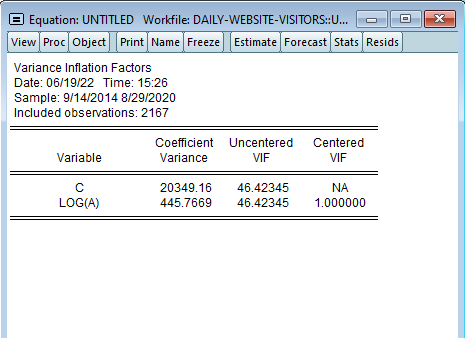 Equation: UNTITLED Workfile: DAILY-WEBSITE-VISITORS::U...
View Proc Object Print Name Freeze Estimate Forecast Stats Resids
Variance Inflation Factors
Date: 06/19/22 Time: 15:26
Sample: 9/14/2014 8/29/2020
Included observations: 2167
Coefficient Uncentered Centered
Variable Variance VIF VIF
C 20349.16 46.42345 NA
LOG(A) 445.7669 46.42345 1.000000